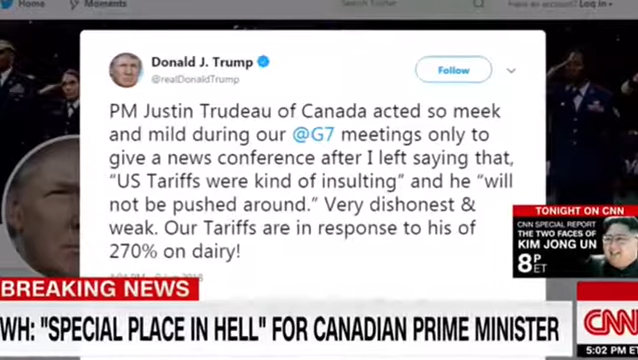 Home
Moments
Search Twitter
Have an account? Log in
Donald J. Trump
@realDonaldTrump
Follow
PM Justin Trudeau of Canada acted so meek
and mild during our @G7 meetings only to
give a news conference after I left saying that,
“US Tariffs were kind of insulting” and he “will
not be pushed around.” Very dishonest &
weak. Our Tariffs are in response to his of
270% on dairy!
TONIGHT ON CNN
CNN SPECIAL REPORT
THE TWO FACES OF
KIM JONG UN
8P
ET
BREAKING NEWS
WH: "SPECIAL PLACE IN HELL" FOR CANADIAN PRIME MINISTER
CNN
5:02 PM